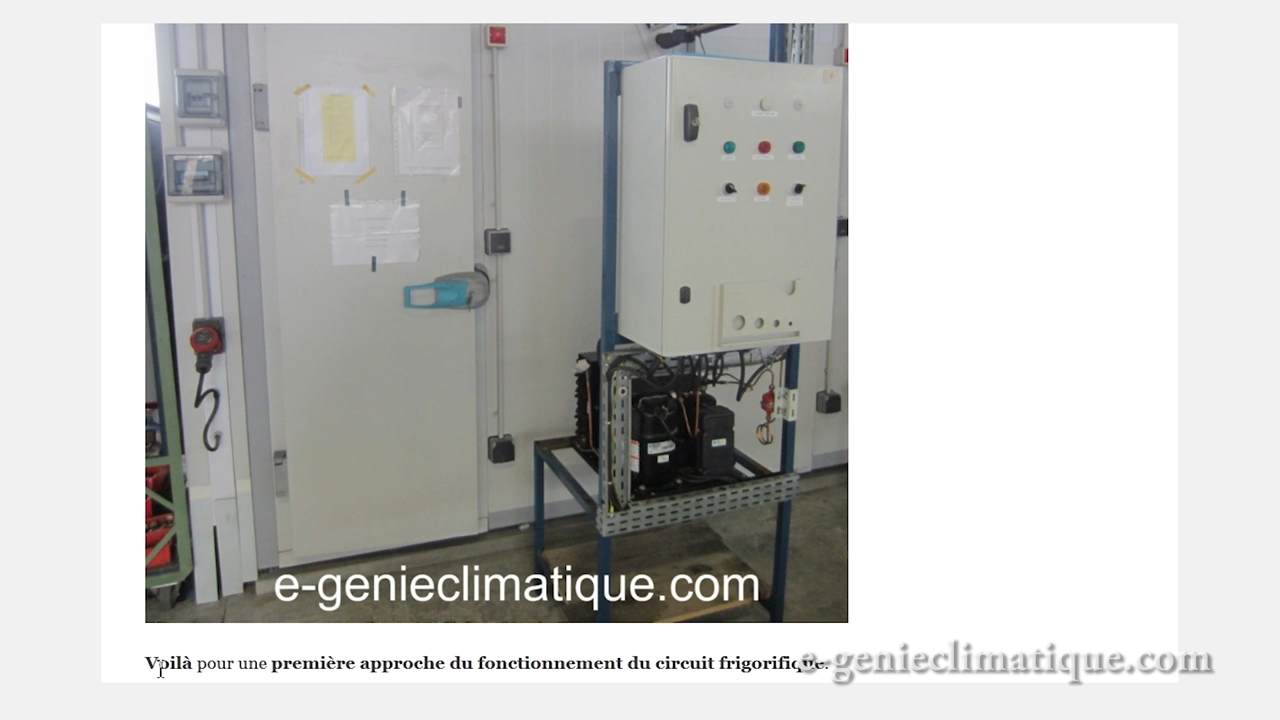 e-genieclimatique.com
Voilà pour une première approche du fonctionnement du circuit frigorifique.
e-genieclimatique.com